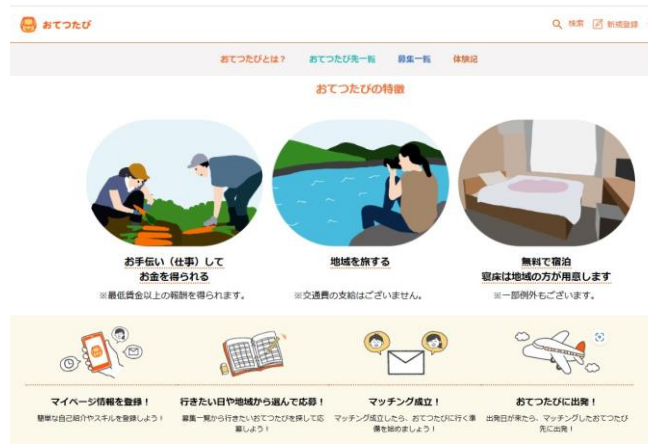 おてつたび
検索 新規登録
おてつたびとは？ おてつたび先一覧 募集一覧 体験記
おてつたびの特徴
お手伝い（仕事）して
お金を得られる
※最低賃金以上の報酬を得られます。
地域を旅する
※交通費の支給はございません。
無料で宿泊
寝床は地域の方が用意します
※一部例外もございます。
マイページ情報を登録！
簡単な自己紹介やスキルを登録しよう！
行きたい日や地域から選んで応募！
募集一覧から行きたいおてつたびを探して応
募しよう！
マッチング成立！
マッチング成立したら、おてつたびに行く準
備を始めましょう！
おてつたびに出発！
出発日が来たら、マッチングしたおてつたび
先に出発！